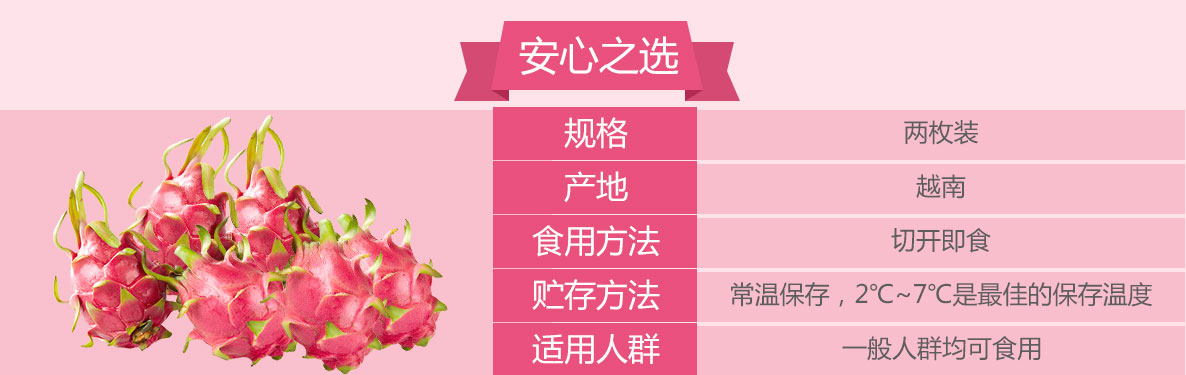 安心之选
规格 两枚装
产地 越南
食用方法 切开即食
贮存方法 常温保存，2℃~7℃是最佳的保存温度
适用人群 一般人群均可食用